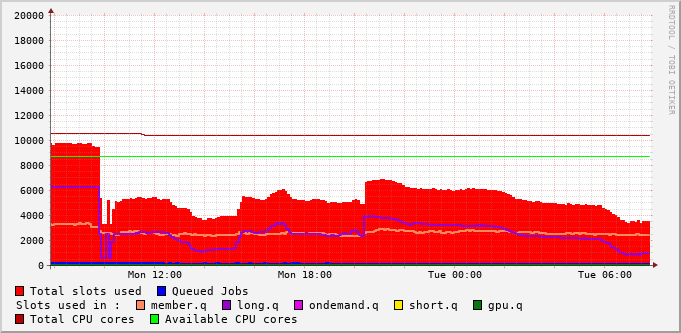 20000
18000
16000
14000
12000
10000
8000
6000
4000
2000
0
Mon 12:00 Mon 18:00 Tue 00:00 Tue 06:00
Total slots used Queued Jobs
Slots used in : member.q long.q ondemand.q short.q gpu.q
Total CPU cores Available CPU cores
RRDTOOL / TOBI OETIKER